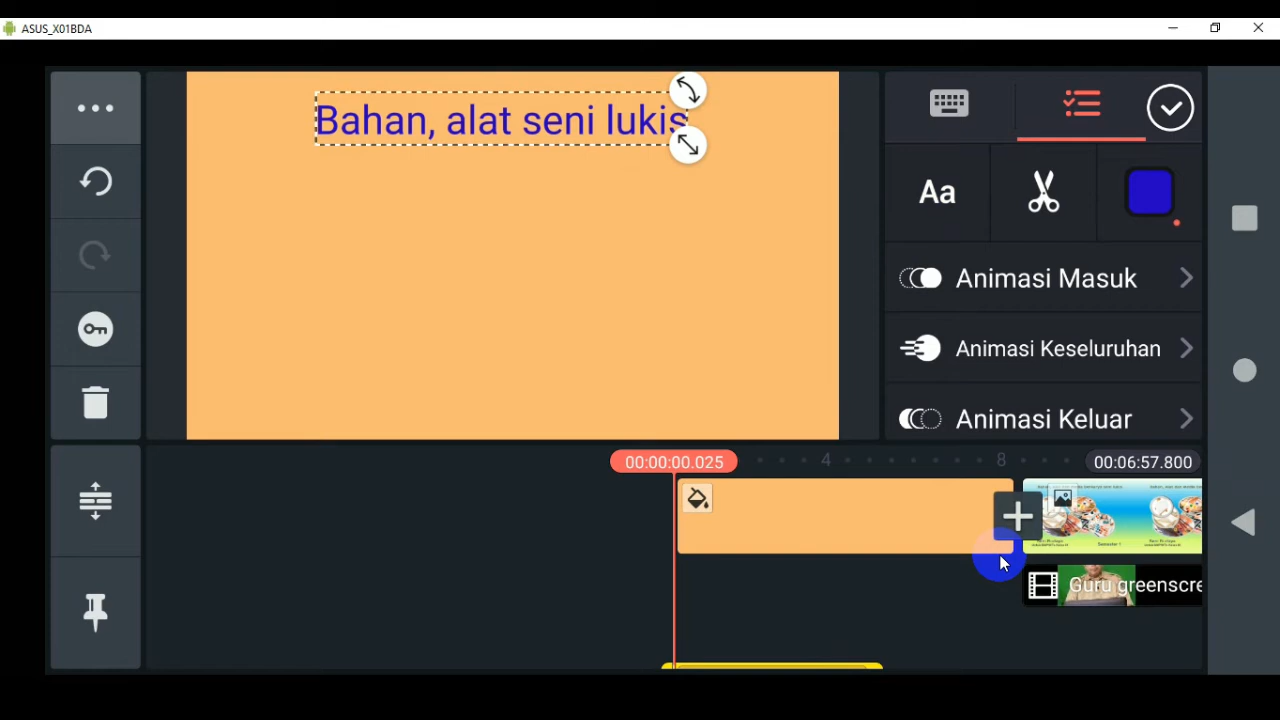 ASUS_X01BDA
Bahan, alat seni lukis
Aa
Animasi Masuk
Animasi Keseluruhan
Animasi Keluar
00:00:00.025
4
8
00:06:57.800
Guru greenscre